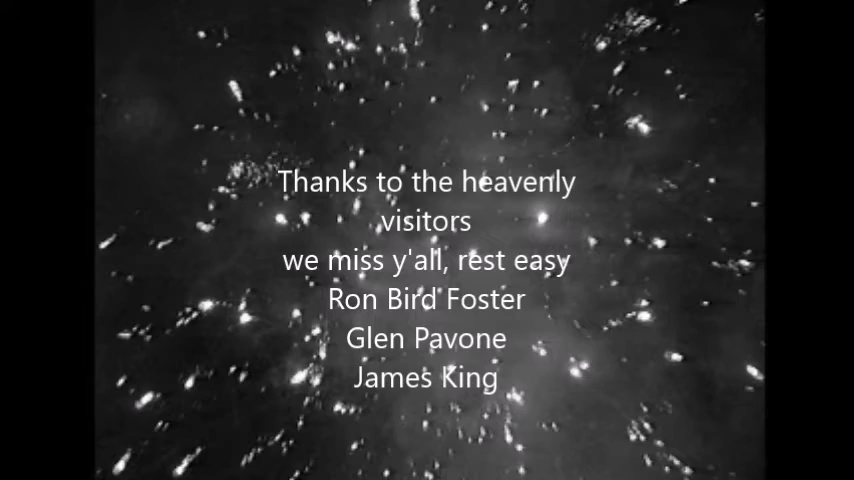 Thanks to the heavenly
visitors
we miss y'all, rest easy
Ron Bird Foster
Glen Pavone
James King